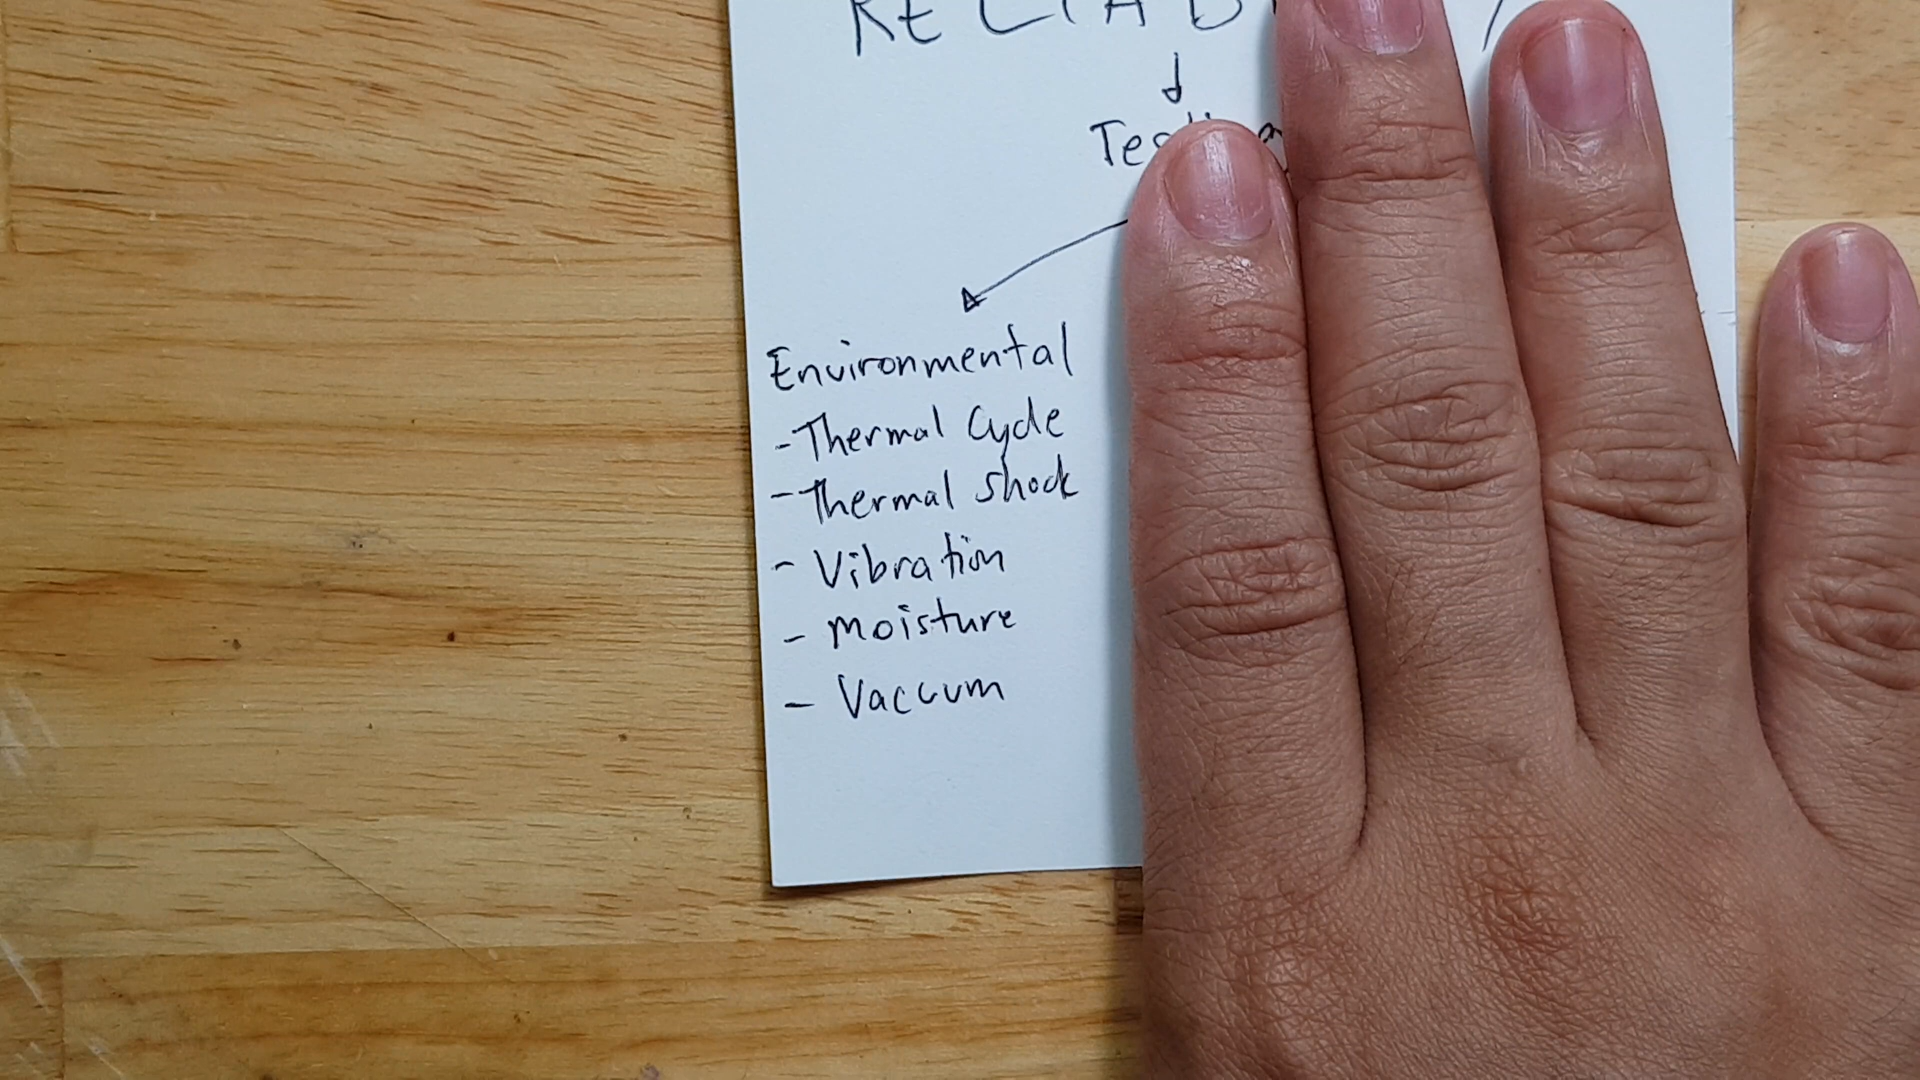 Environmental
- Thermal Cycle
- Thermal Shock
- Vibration
- Moisture
- Vaccum